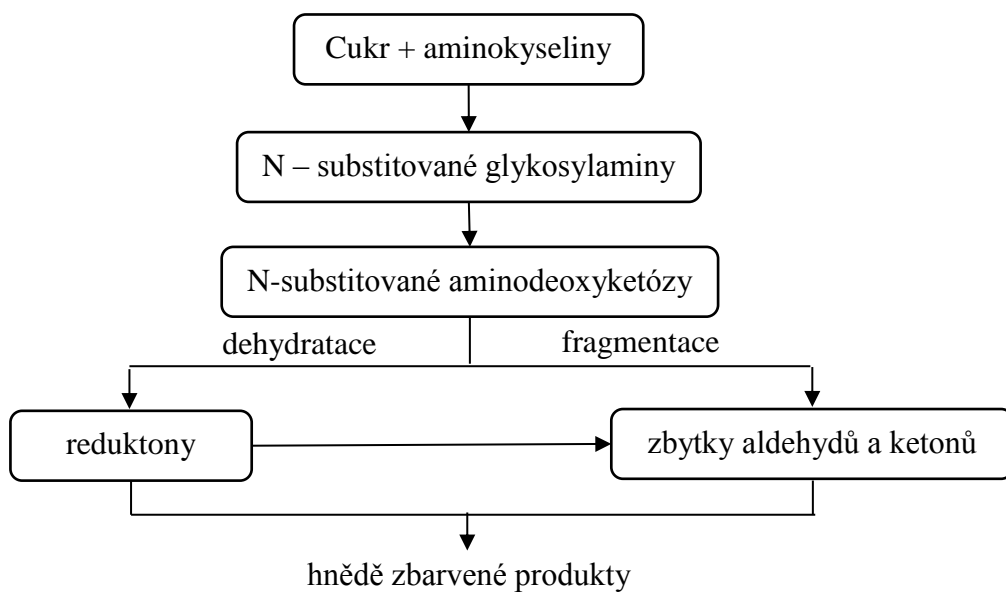 Cukr + aminokyseliny
N – substitované glykosylaminy
N-substitované aminodeoxyketózy
dehydratace
fragmentace
reduktony
zbytky aldehydů a ketonů
hnědě zbarvené produkty